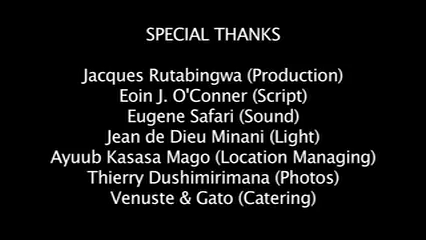 SPECIAL THANKS
Jacques Rutabingwa (Production)
Eoin J. O'Conner (Script)
Eugene Safari (Sound)
Jean de Dieu Minani (Light)
Ayuub Kasasa Mago (Location Managing)
Thierry Dushimirimana (Photos)
Venuste & Gato (Catering)